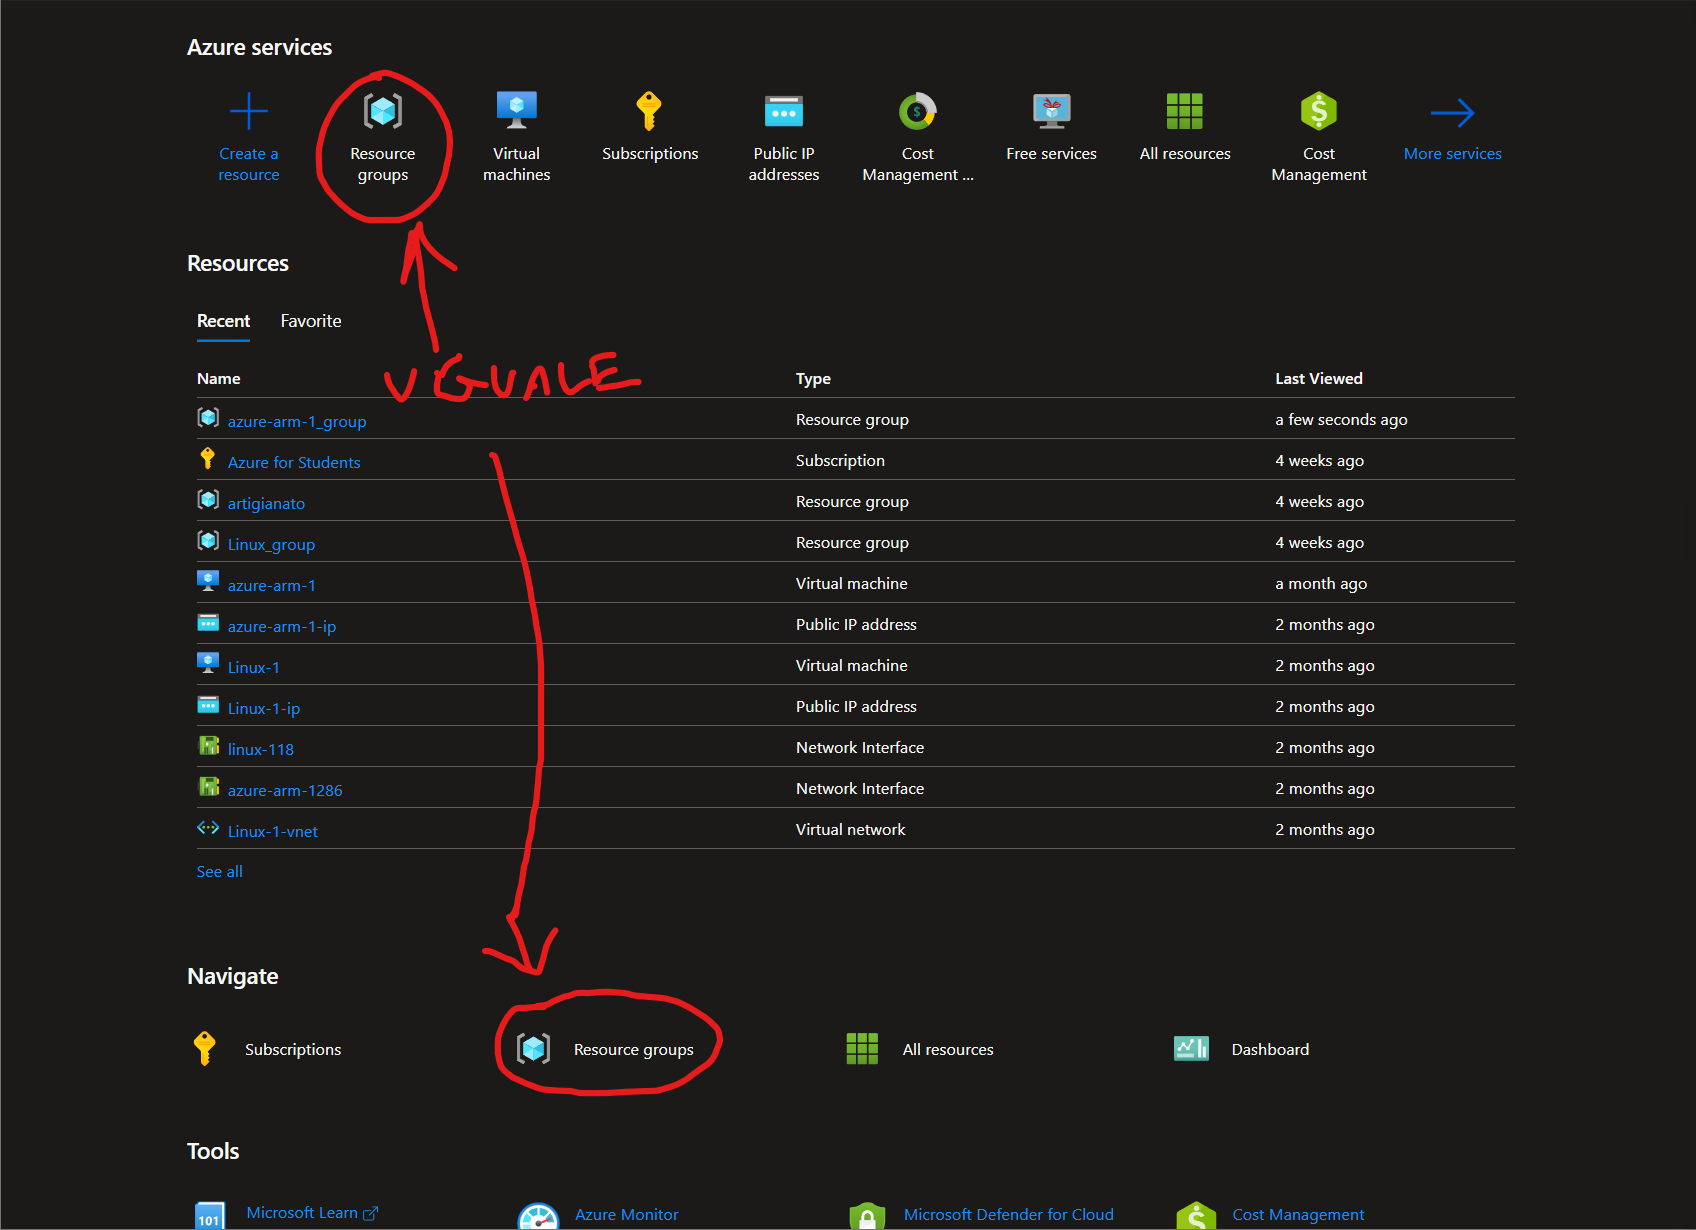 Azure services
Create a
resource
Resource
groups
Virtual
machines
Subscriptions
Public IP
addresses
Cost
Management ...
Free services
All resources
Cost
Management
More services
Resources
Recent Favorite
UGUALE
Name Type Last Viewed
azure-arm-1_group Resource group a few seconds ago
Azure for Students Subscription 4 weeks ago
artigianato Resource group 4 weeks ago
Linux_group Resource group 4 weeks ago
azure-arm-1 Virtual machine a month ago
azure-arm-1-ip Public IP address 2 months ago
Linux-1 Virtual machine 2 months ago
Linux-1-ip Public IP address 2 months ago
linux-118 Network Interface 2 months ago
azure-arm-1286 Network Interface 2 months ago
Linux-1-vnet Virtual network 2 months ago
See all
Navigate
Subscriptions Resource groups All resources Dashboard
Tools
101 Microsoft Learn Azure Monitor Microsoft Defender for Cloud Cost Management